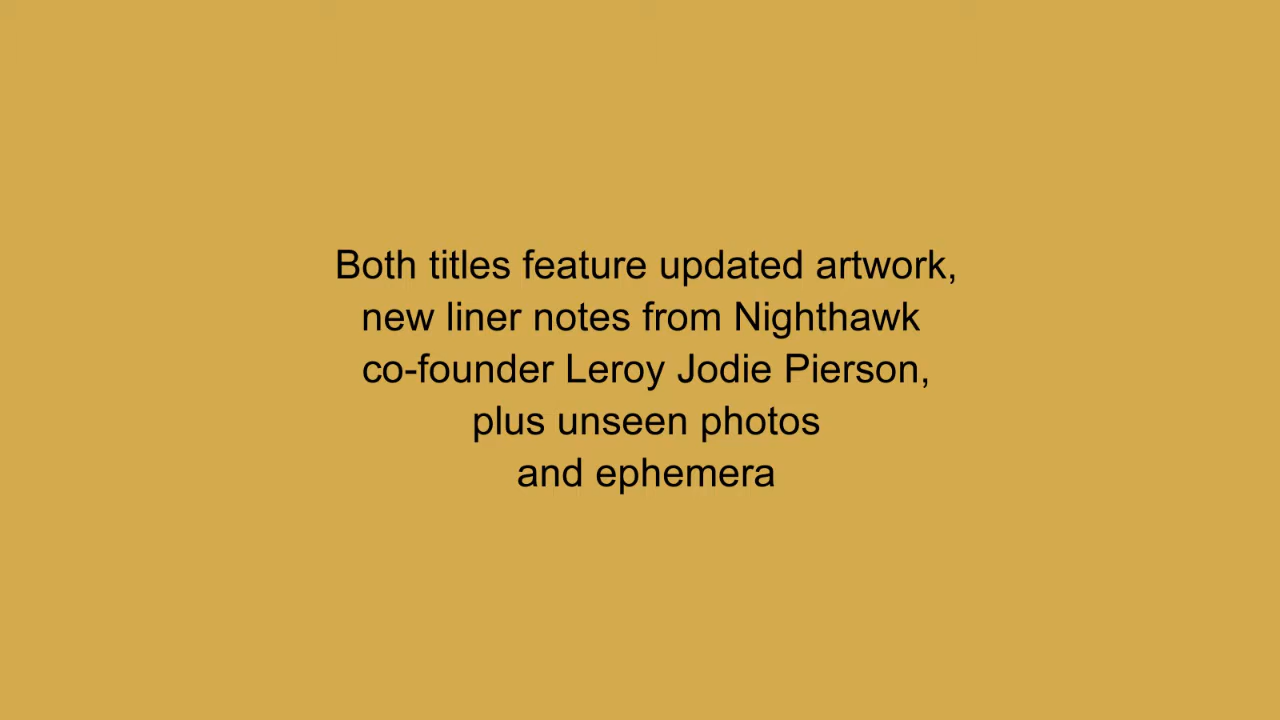 Both titles feature updated artwork,
new liner notes from Nighthawk
co-founder Leroy Jodie Pierson,
plus unseen photos
and ephemera